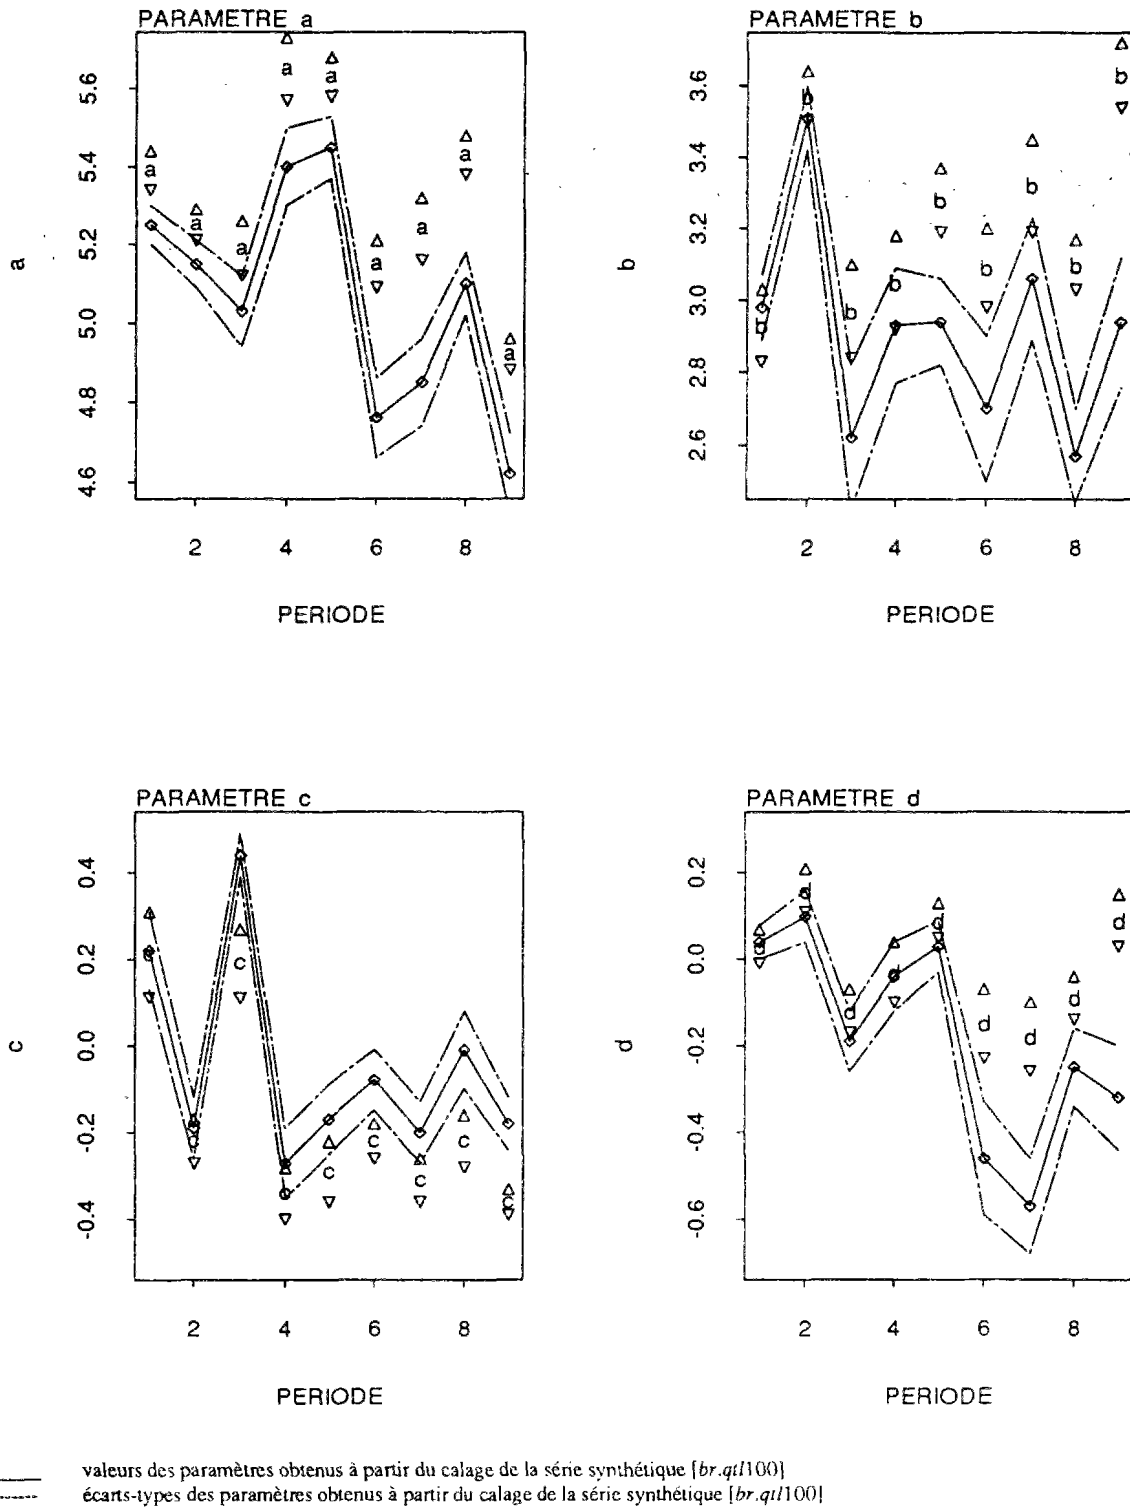 PARAMETRE a
PARAMETRE b
a
5.6
5.4
5.2
5.0
4.8
4.6
2 4 6 8
PERIODE
b
3.6
3.4
3.2
3.0
2.8
2.6
2 4 6 8
PERIODE
PARAMETRE c
PARAMETRE d
c
0.4
0.2
0.0
-0.2
-0.4
2 4 6 8
PERIODE
d
0.2
0.0
-0.2
-0.4
-0.6
2 4 6 8
PERIODE
valeurs des paramètres obtenus à partir du calage de la série synthétique [br.qtl100]
écarts-types des paramètres obtenus à partir du calage de la série synthétique [br.qtl100]